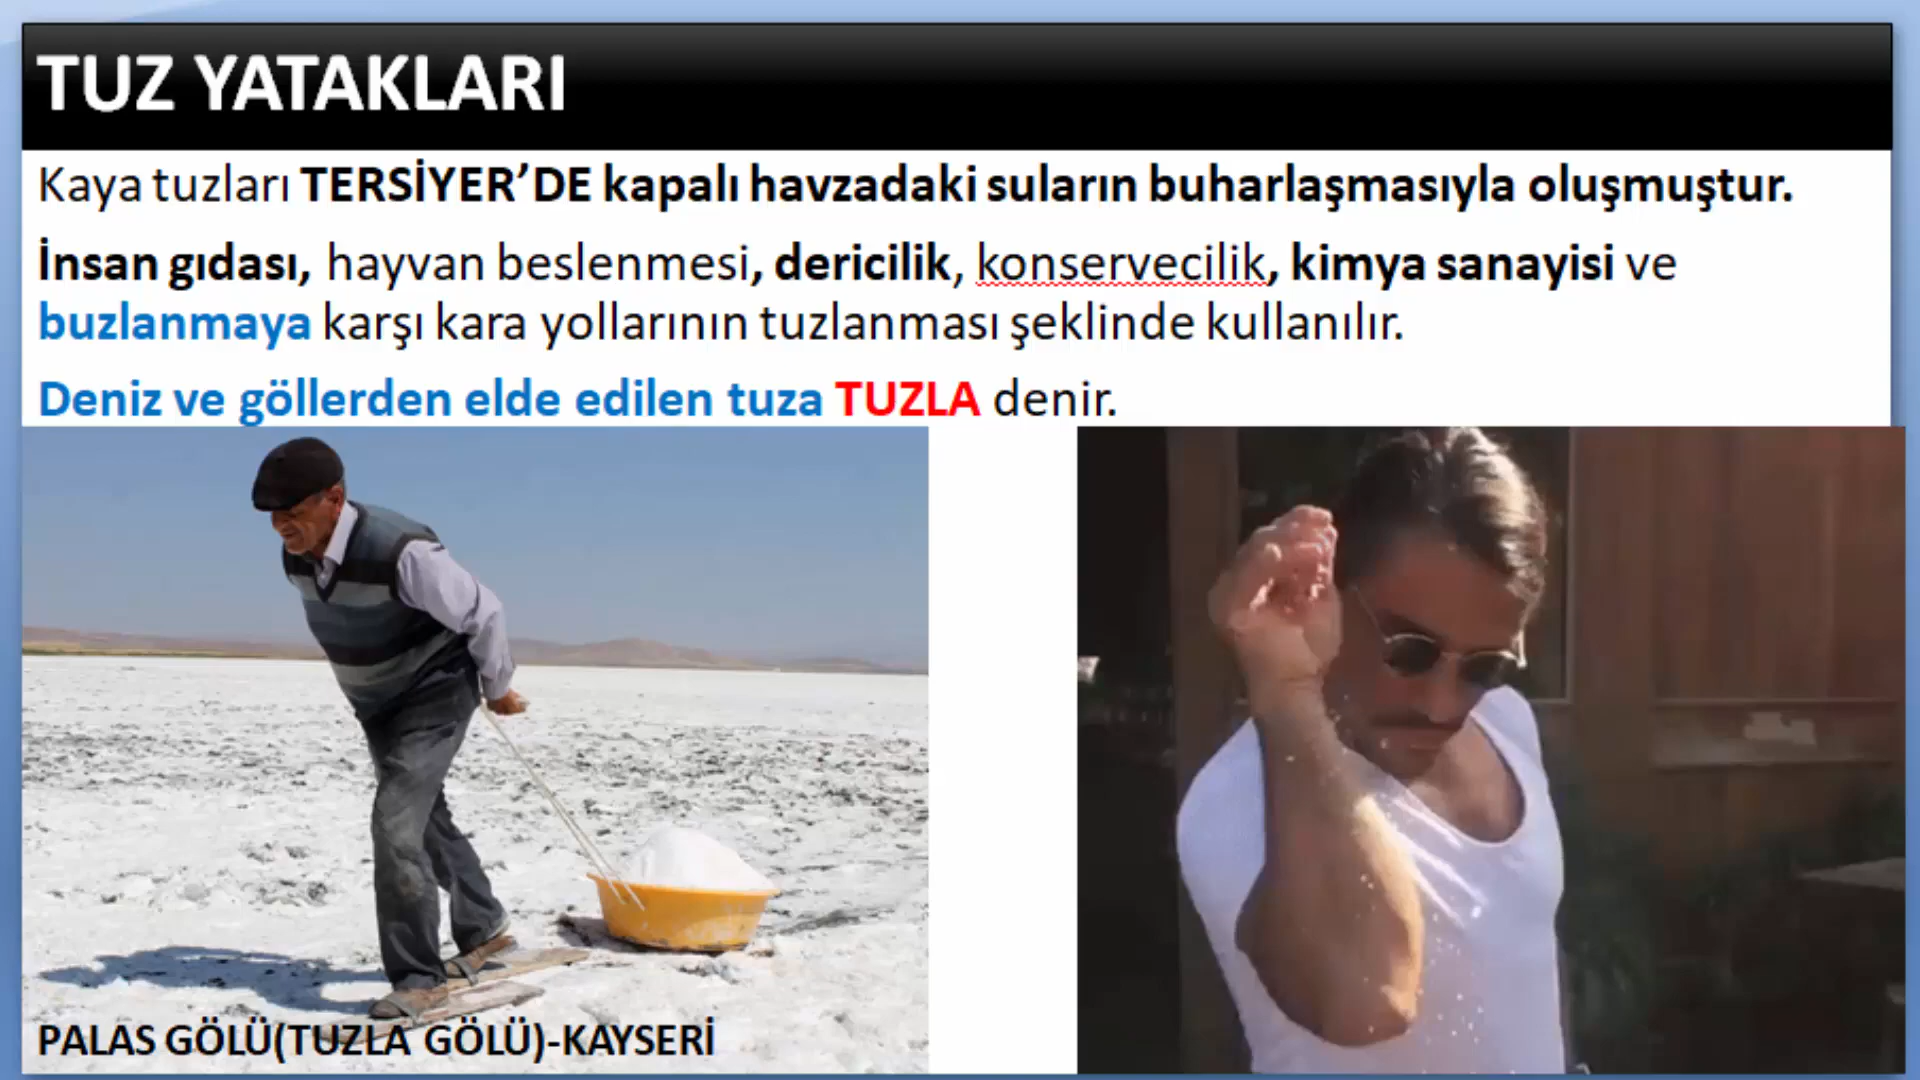 TUZ YATAKLARI
Kaya tuzları TERSİYER’DE kapalı havzadaki suların buharlaşmasıyla oluşmuştur.
İnsan gıdası, hayvan beslenmesi, dericilik, konservecilik, kimya sanayisi ve
buzlanmaya karşı kara yollarının tuzlanması şeklinde kullanılır.
Deniz ve göllerden elde edilen tuza TUZLA denir.
PALAS GÖLÜ(TUZLA GÖLÜ)-KAYSERİ